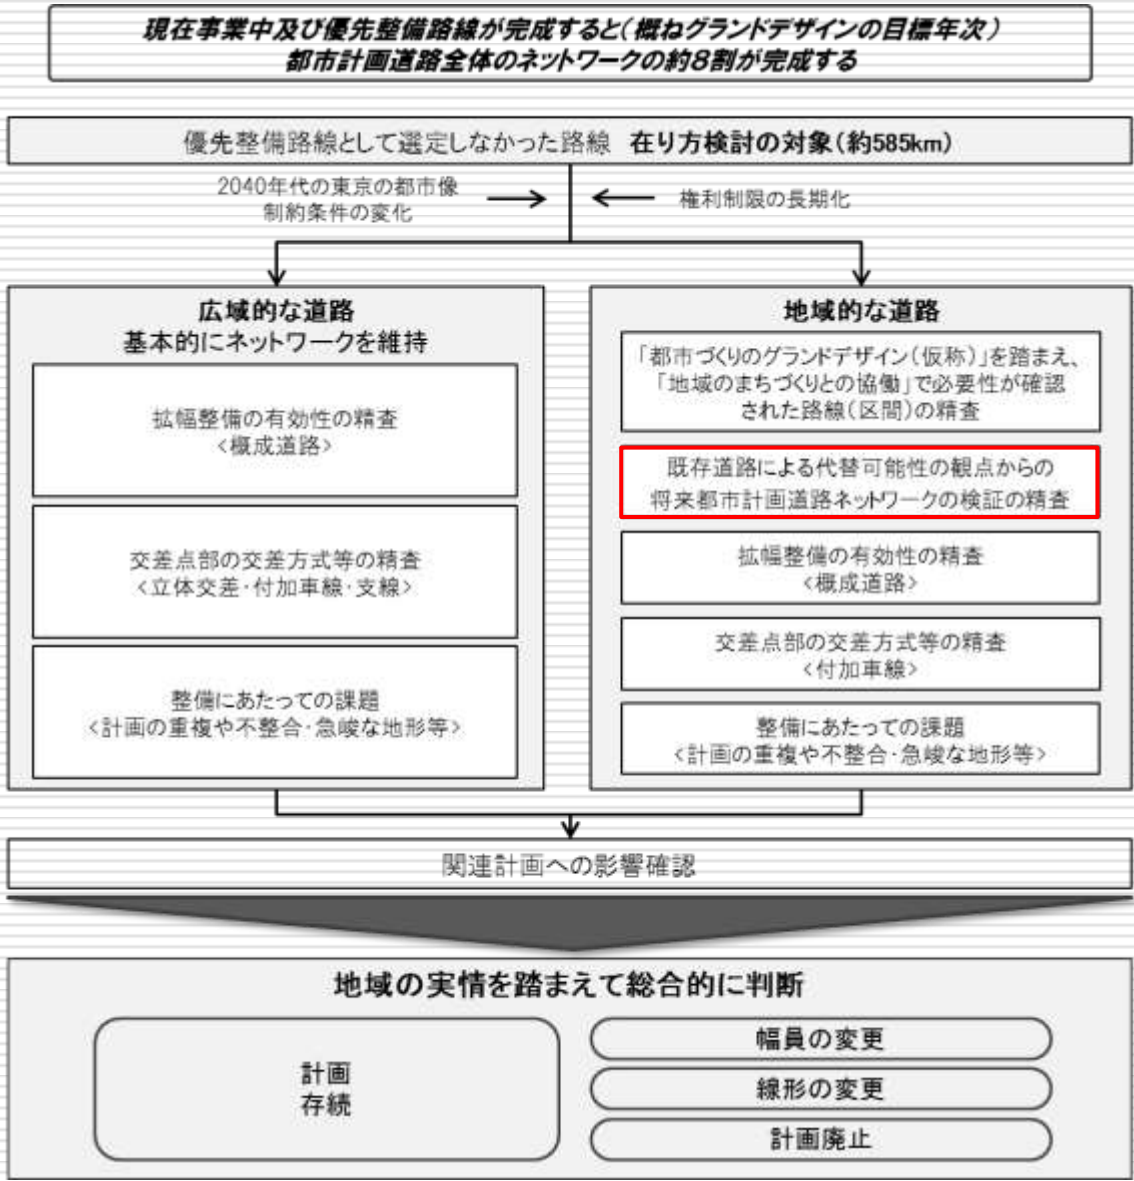 現在事業中及び優先整備路線が完成すると(概ねグランドデザインの目標年次)
都市計画道路全体のネットワークの約8割が完成する
優先整備路線として選定しなかった路線 在り方検討の対象(約585km)
2040年代の東京の都市像
制約条件の変化
権利制限の長期化
広域的な道路
基本的にネットワークを維持
拡幅整備の有効性の精査
<概成道路>
交差点部の交差方式等の精査
<立体交差・付加車線・支線>
整備にあたっての課題
<計画の重複や不整合・急峻な地形等>
地域的な道路
「都市づくりのグランドデザイン(仮称)」を踏まえ、
「地域のまちづくりとの協働」で必要性が確認
された路線(区間)の精査
既存道路による代替可能性の観点からの
将来都市計画道路ネットワークの検証の精査
拡幅整備の有効性の精査
<概成道路>
交差点部の交差方式等の精査
<付加車線>
整備にあたっての課題
<計画の重複や不整合・急峻な地形等>
関連計画への影響確認
地域の実情を踏まえて総合的に判断
計画
存続
幅員の変更
線形の変更
計画廃止